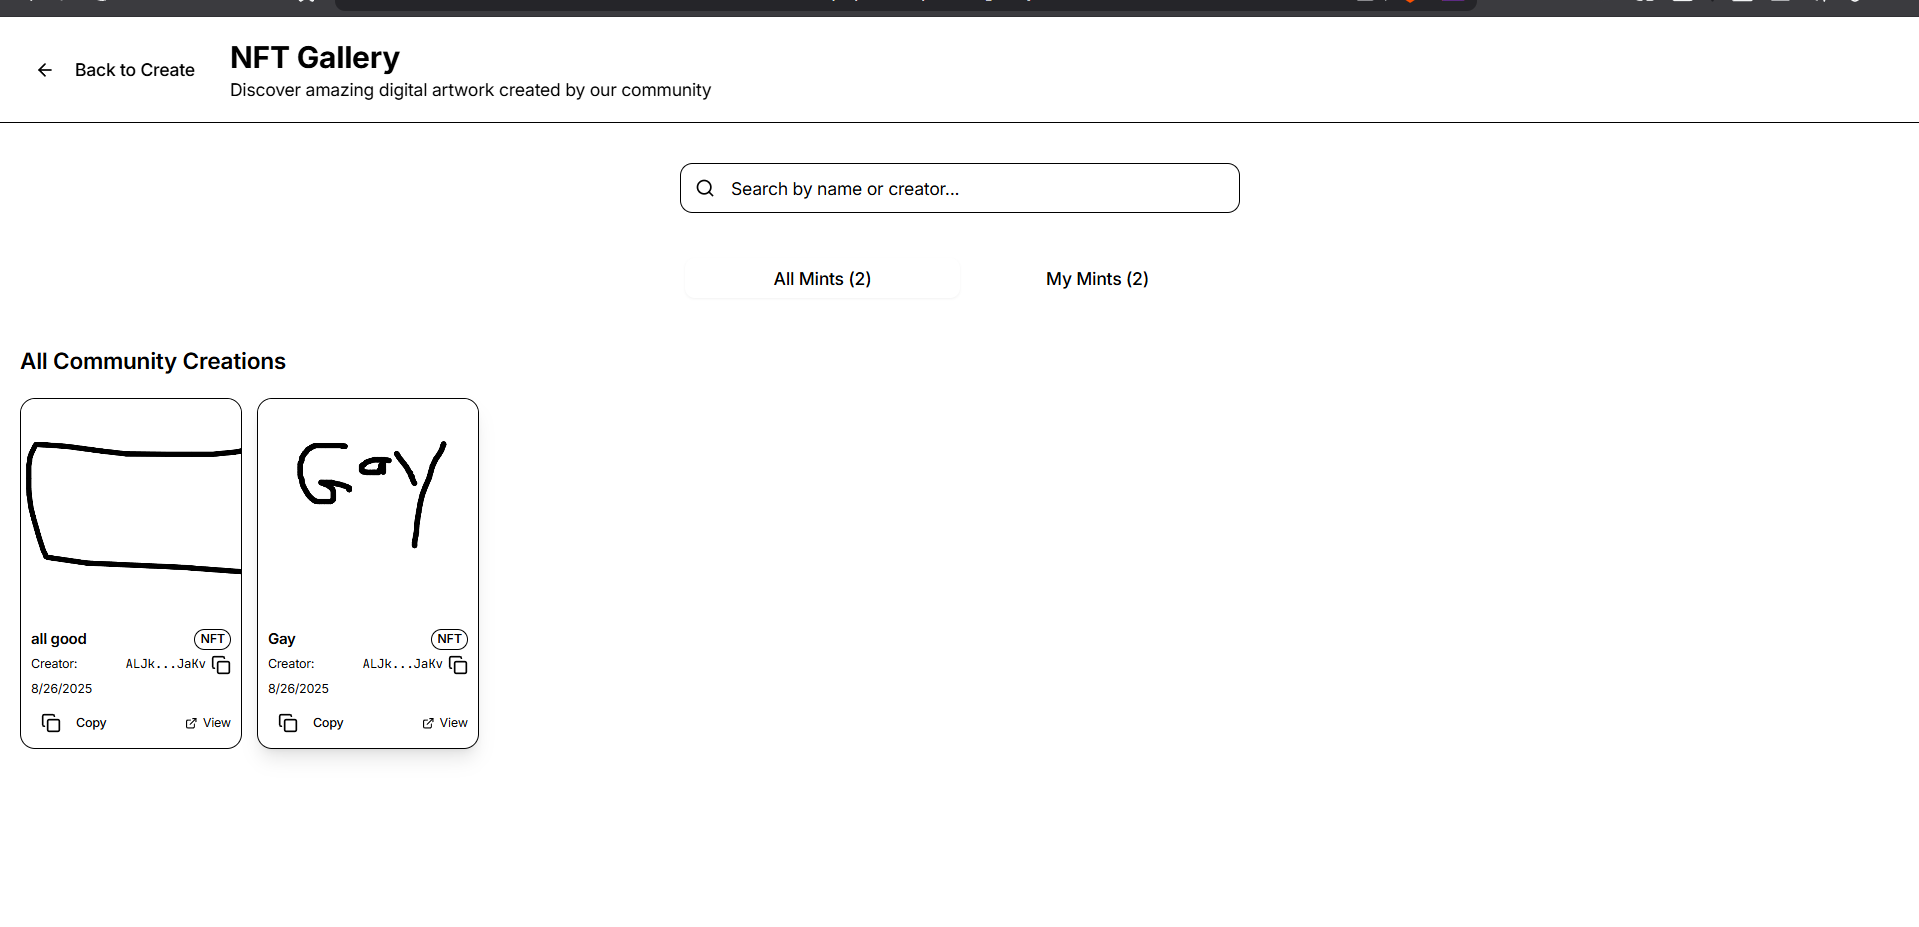 Back to Create
NFT Gallery
Discover amazing digital artwork created by our community
Search by name or creator...
All Mints (2)
My Mints (2)
All Community Creations
all good
NFT
Creator:
ALJk...JaKv
8/26/2025
Copy
View
Gay
Gay
NFT
Creator:
ALJk...JaKv
8/26/2025
Copy
View